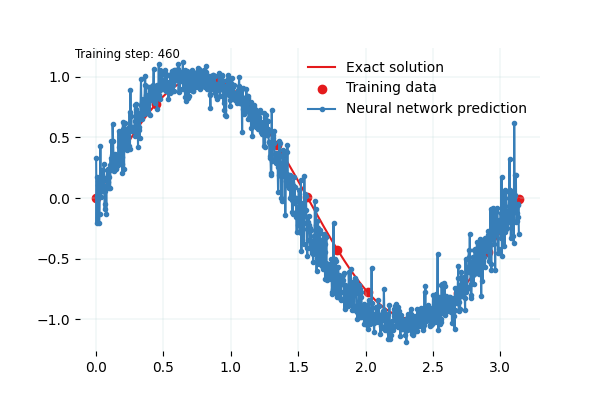 Training step: 460
Exact solution
Training data
Neural network prediction
1.0
0.5
0.0
−0.5
−1.0
0.0 0.5 1.0 1.5 2.0 2.5 3.0